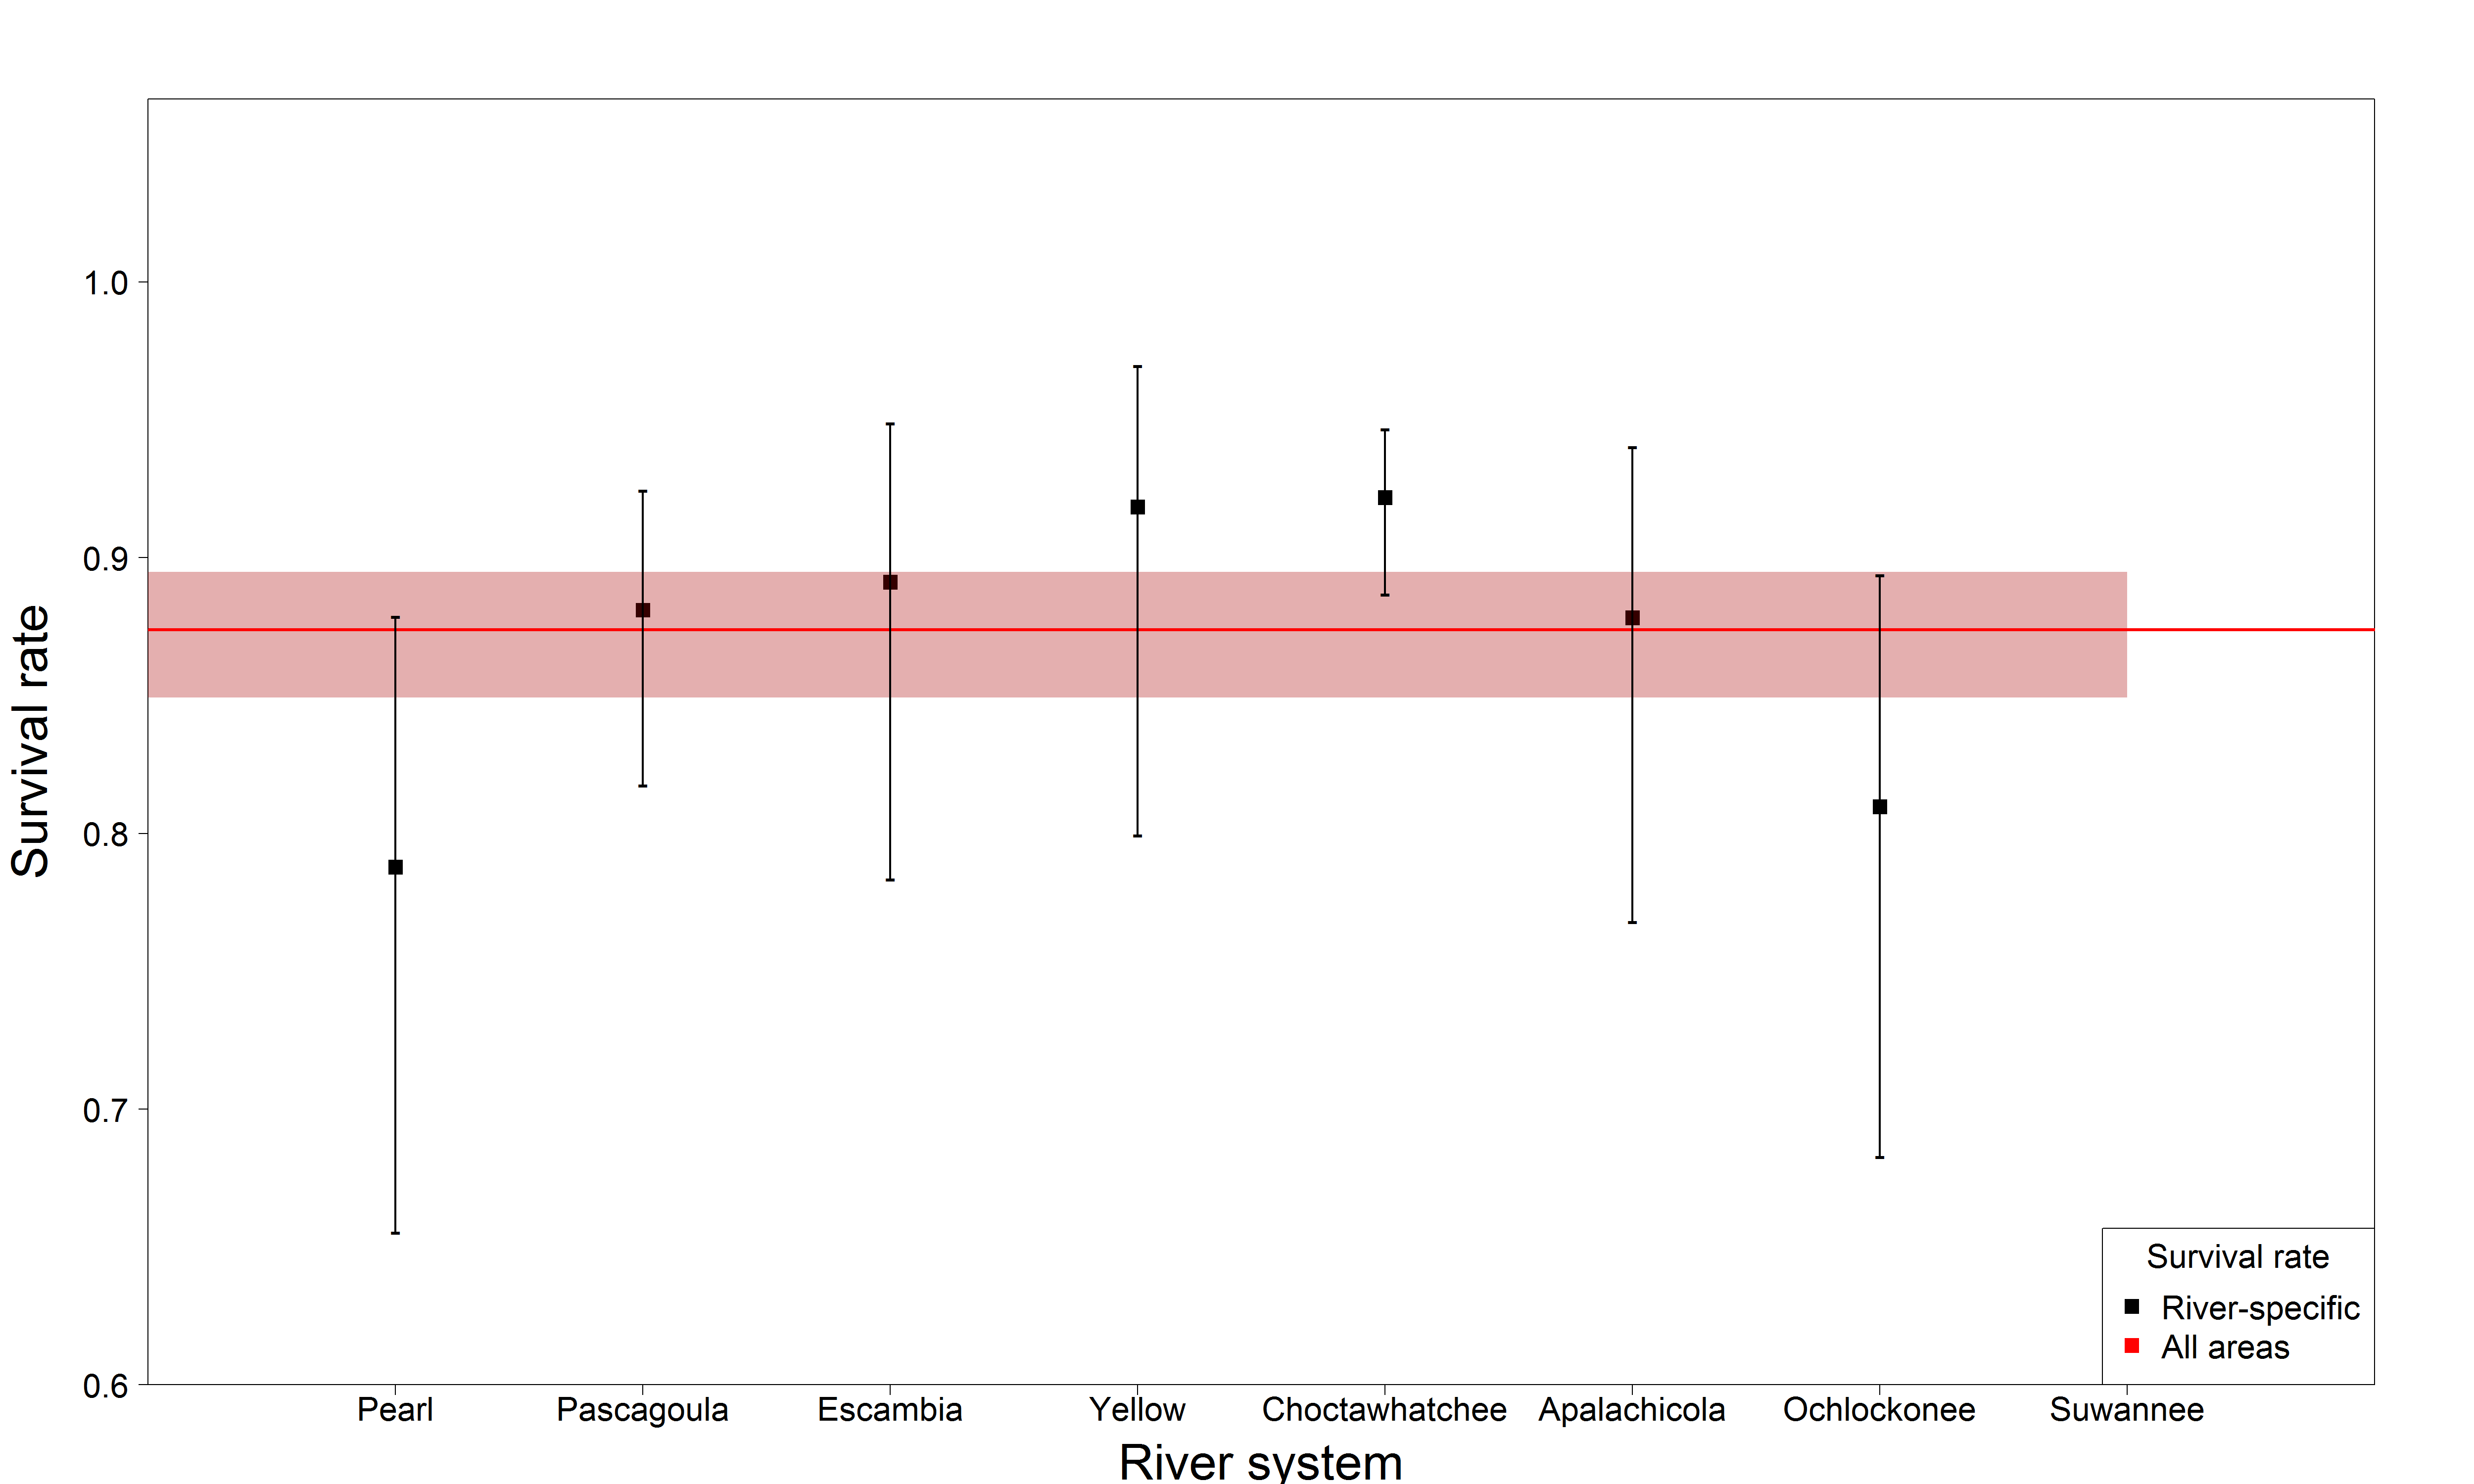 Survival rate
1.0
0.9
0.8
0.7
0.6
Pearl Pascagoula Escambia Yellow Choctawhatchee Apalachicola Ochlockonee Suwannee
River system
Survival rate
River-specific
All areas